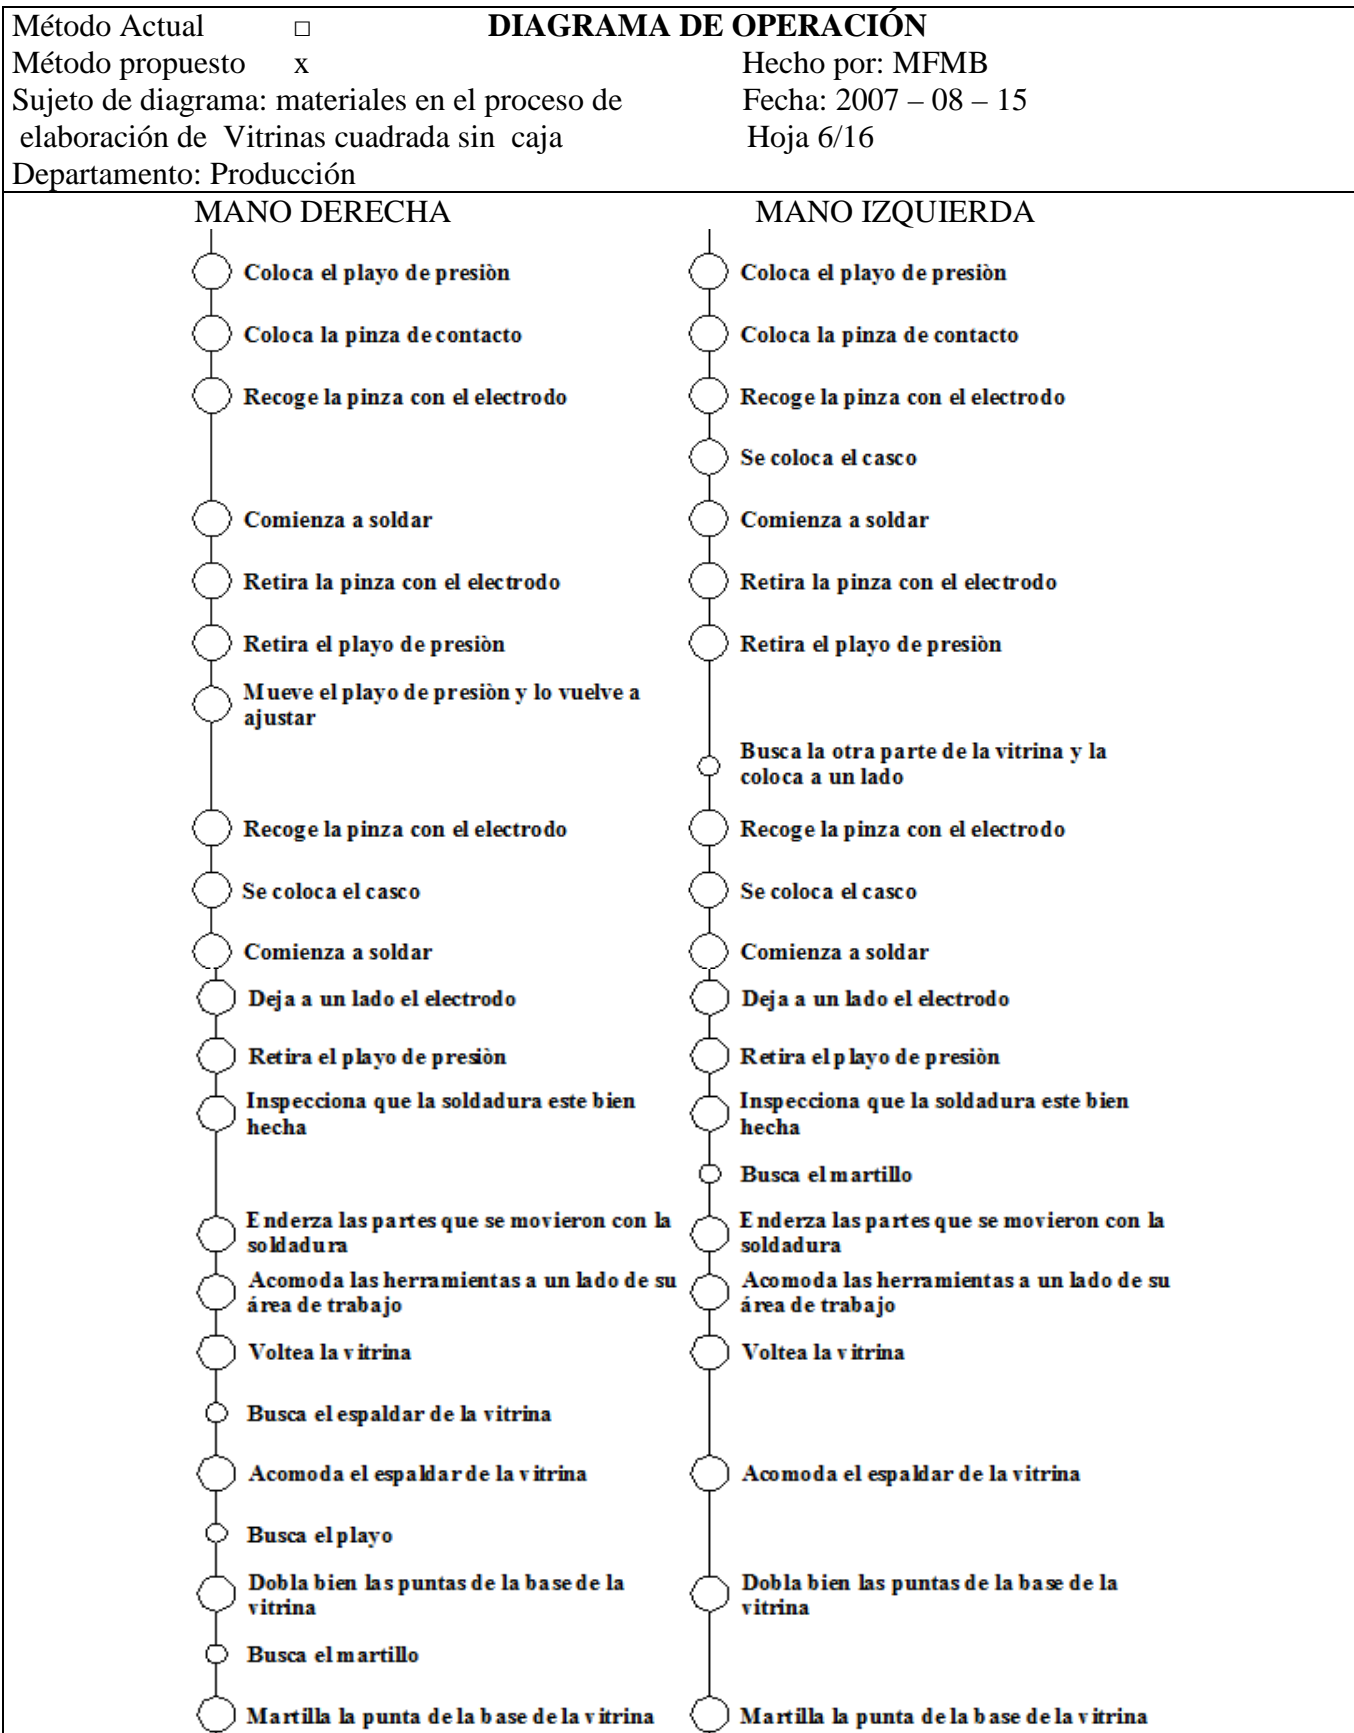 Método Actual □ DIAGRAMA DE OPERACIÓN
Método propuesto x Hecho por: MFMB
Sujeto de diagrama: materiales en el proceso de Fecha: 2007 – 08 – 15
elaboración de Vitrinas cuadrada sin caja Hoja 6/16
Departamento: Producción
MANO DERECHA MANO IZQUIERDA
Coloca el playo de presiòn Coloca el playo de presiòn
Coloca la pinza de contacto Coloca la pinza de contacto
Recoge la pinza con el electrodo Recoge la pinza con el electrodo
Se coloca el casco
Comienza a soldar Comienza a soldar
Retira la pinza con el electrodo Retira la pinza con el electrodo
Retira el playo de presiòn Retira el playo de presiòn
Mueve el playo de presiòn y lo vuelve a
ajustar
Busca la otra parte de la vitrina y la
coloca a un lado
Recoge la pinza con el electrodo Recoge la pinza con el electrodo
Se coloca el casco Se coloca el casco
Comienza a soldar Comienza a soldar
Deja a un lado el electrodo Deja a un lado el electrodo
Retira el playo de presiòn Retira el playo de presiòn
Inspecciona que la soldadura este bien Inspecciona que la soldadura este bien
hecha hecha
Busca el martillo
Enderza las partes que se movieron con la Enderza las partes que se movieron con la
soldadura soldadura
Acomoda las herramientas a un lado de su Acomoda las herramientas a un lado de su
área de trabajo área de trabajo
Voltea la vitrina Voltea la vitrina
Busca el espaldar de la vitrina
Acomoda el espaldar de la vitrina Acomoda el espaldar de la vitrina
Busca el playo
Dobla bien las puntas de la base de la Dobla bien las puntas de la base de la
vitrina vitrina
Busca el martillo
Martilla la punta de la base de la vitrina Martilla la punta de la base de la vitrina